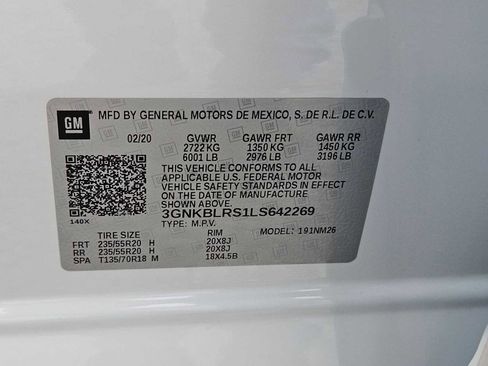 GM
MFD BY GENERAL MOTORS DE MEXICO, S. DE R.L. DE C.V.
02/20 GVWR GAWR FRT GAWR RR
2722 KG 1350 KG 1450 KG
6001 LB 2976 LB 3196 LB
THIS VEHICLE CONFORMS TO ALL
APPLICABLE U.S. FEDERAL MOTOR
VEHICLE SAFETY STANDARDS IN EFFECT
ON THE DATE OF MANUFACTURE SHOWN ABOVE.
140X 3GNKBLRS1LS642269
TYPE: M.P.V. MODEL: 191NM26
TIRE SIZE RIM
FRT 235/55R20 H 20X8J
RR 235/55R20 H 20X8J
SPA T135/70R18 M 18X4.5B